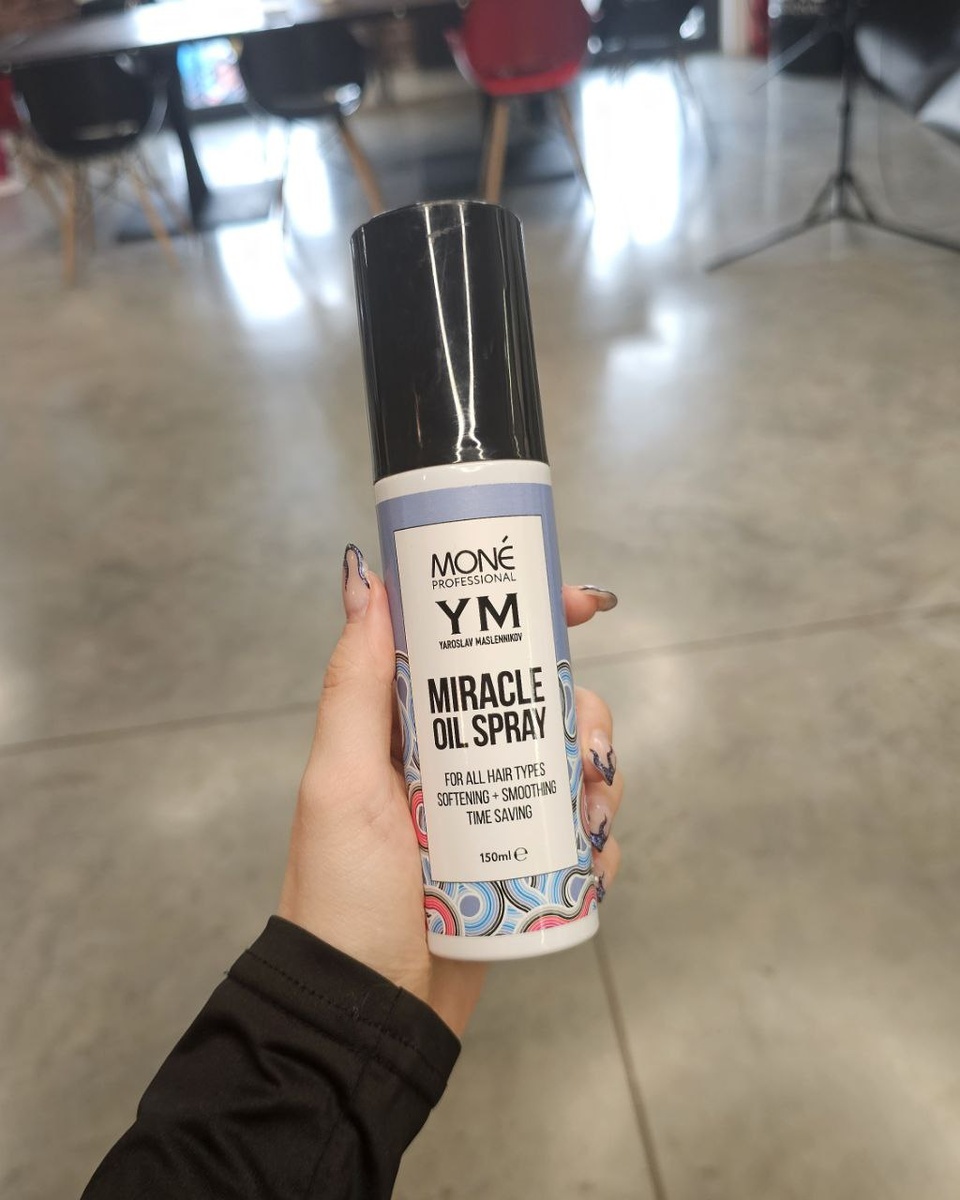 MONÉ
PROFESSIONAL
YM
YAROSLAV MASLENNIKOV
MIRACLE
OIL SPRAY
FOR ALL HAIR TYPES
SOFTENING + SMOOTHING
TIME SAVING
150ml ℮